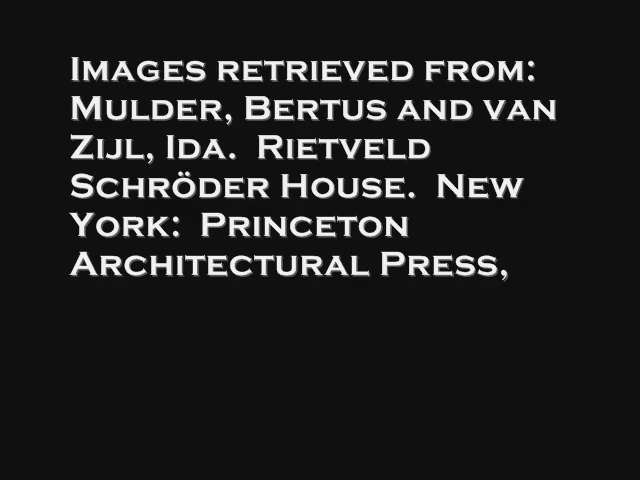 Images retrieved from:
Mulder, Bertus and van
Zijl, Ida.  Rietveld
Schröder House.  New
York:  Princeton
Architectural Press,